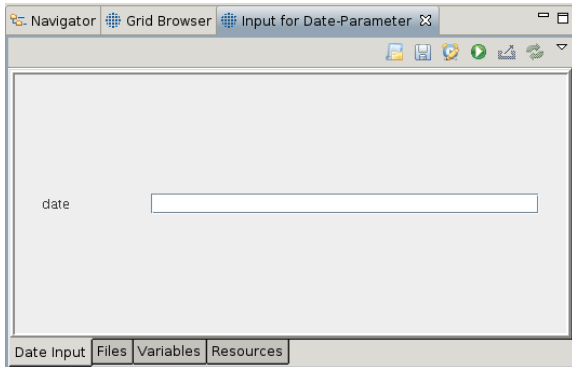 Navigator Grid Browser Input for Date-Parameter
date
Date Input Files Variables Resources